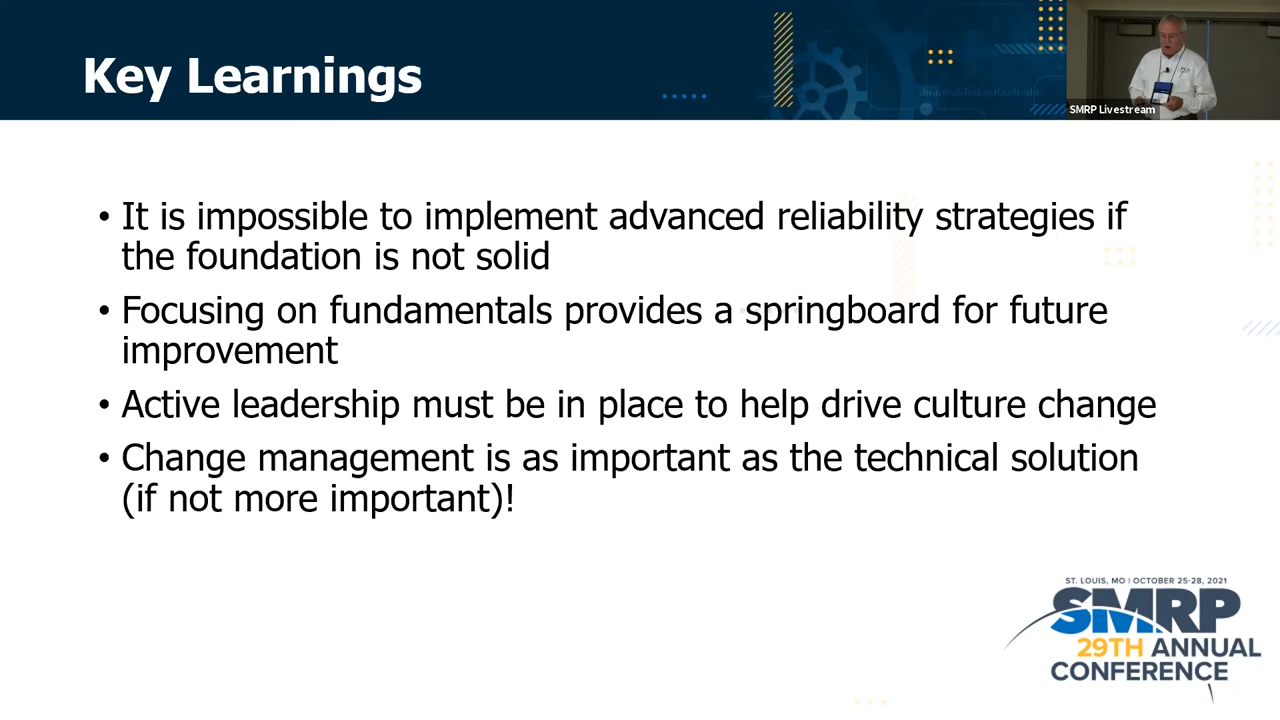 Key Learnings
SMRP Livestream
• It is impossible to implement advanced reliability strategies if
the foundation is not solid
• Focusing on fundamentals provides a springboard for future
improvement
• Active leadership must be in place to help drive culture change
• Change management is as important as the technical solution
(if not more important)!
ST. LOUIS, MO | OCTOBER 25-28, 2021
SMRP
29TH ANNUAL
CONFERENCE